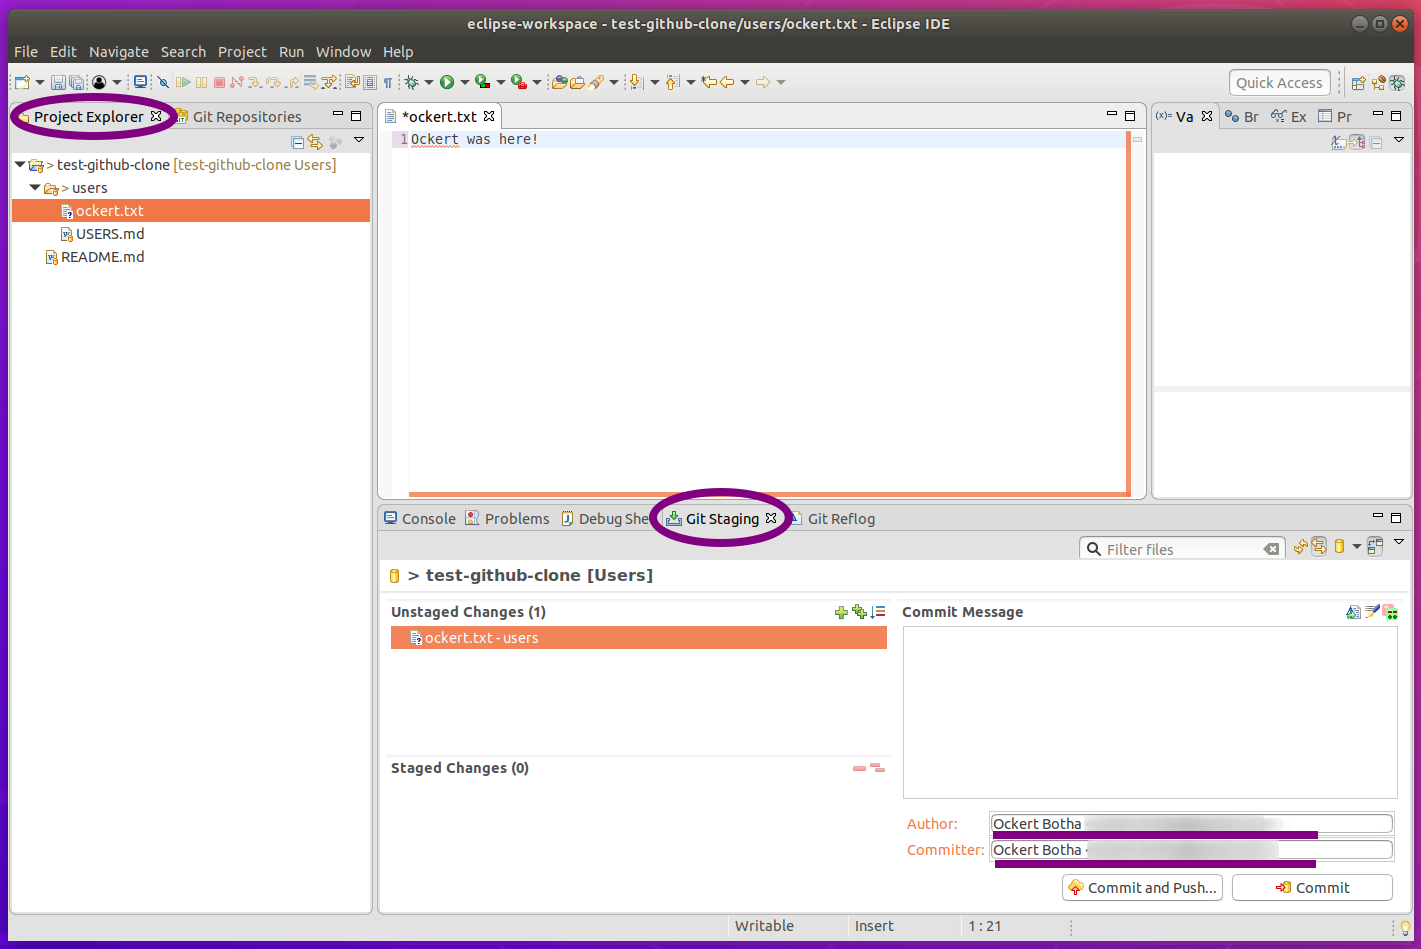 eclipse-workspace - test-github-clone/users/ockert.txt - Eclipse IDE
File Edit Navigate Search Project Run Window Help
Quick Access
Project Explorer Git Repositories
*ockert.txt
(x)= Va Br Ex Pr
1 Ockert was here!
> test-github-clone [test-github-clone Users]
> users
ockert.txt
USERS.md
README.md
Console Problems Debug She Git Staging Git Reflog
Filter files
> test-github-clone [Users]
Unstaged Changes (1)
ockert.txt - users
Staged Changes (0)
Commit Message
Author: Ockert Botha
Committer: Ockert Botha
Commit and Push... Commit
Writable Insert 1 : 21